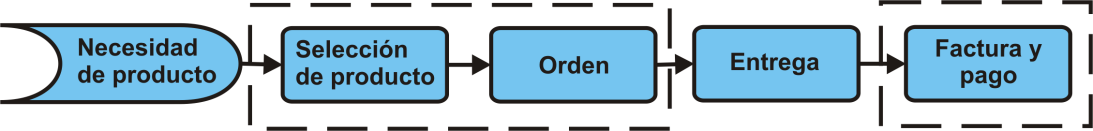 Necesidad
de producto
Selección
de producto
Orden
Entrega
Factura y
pago